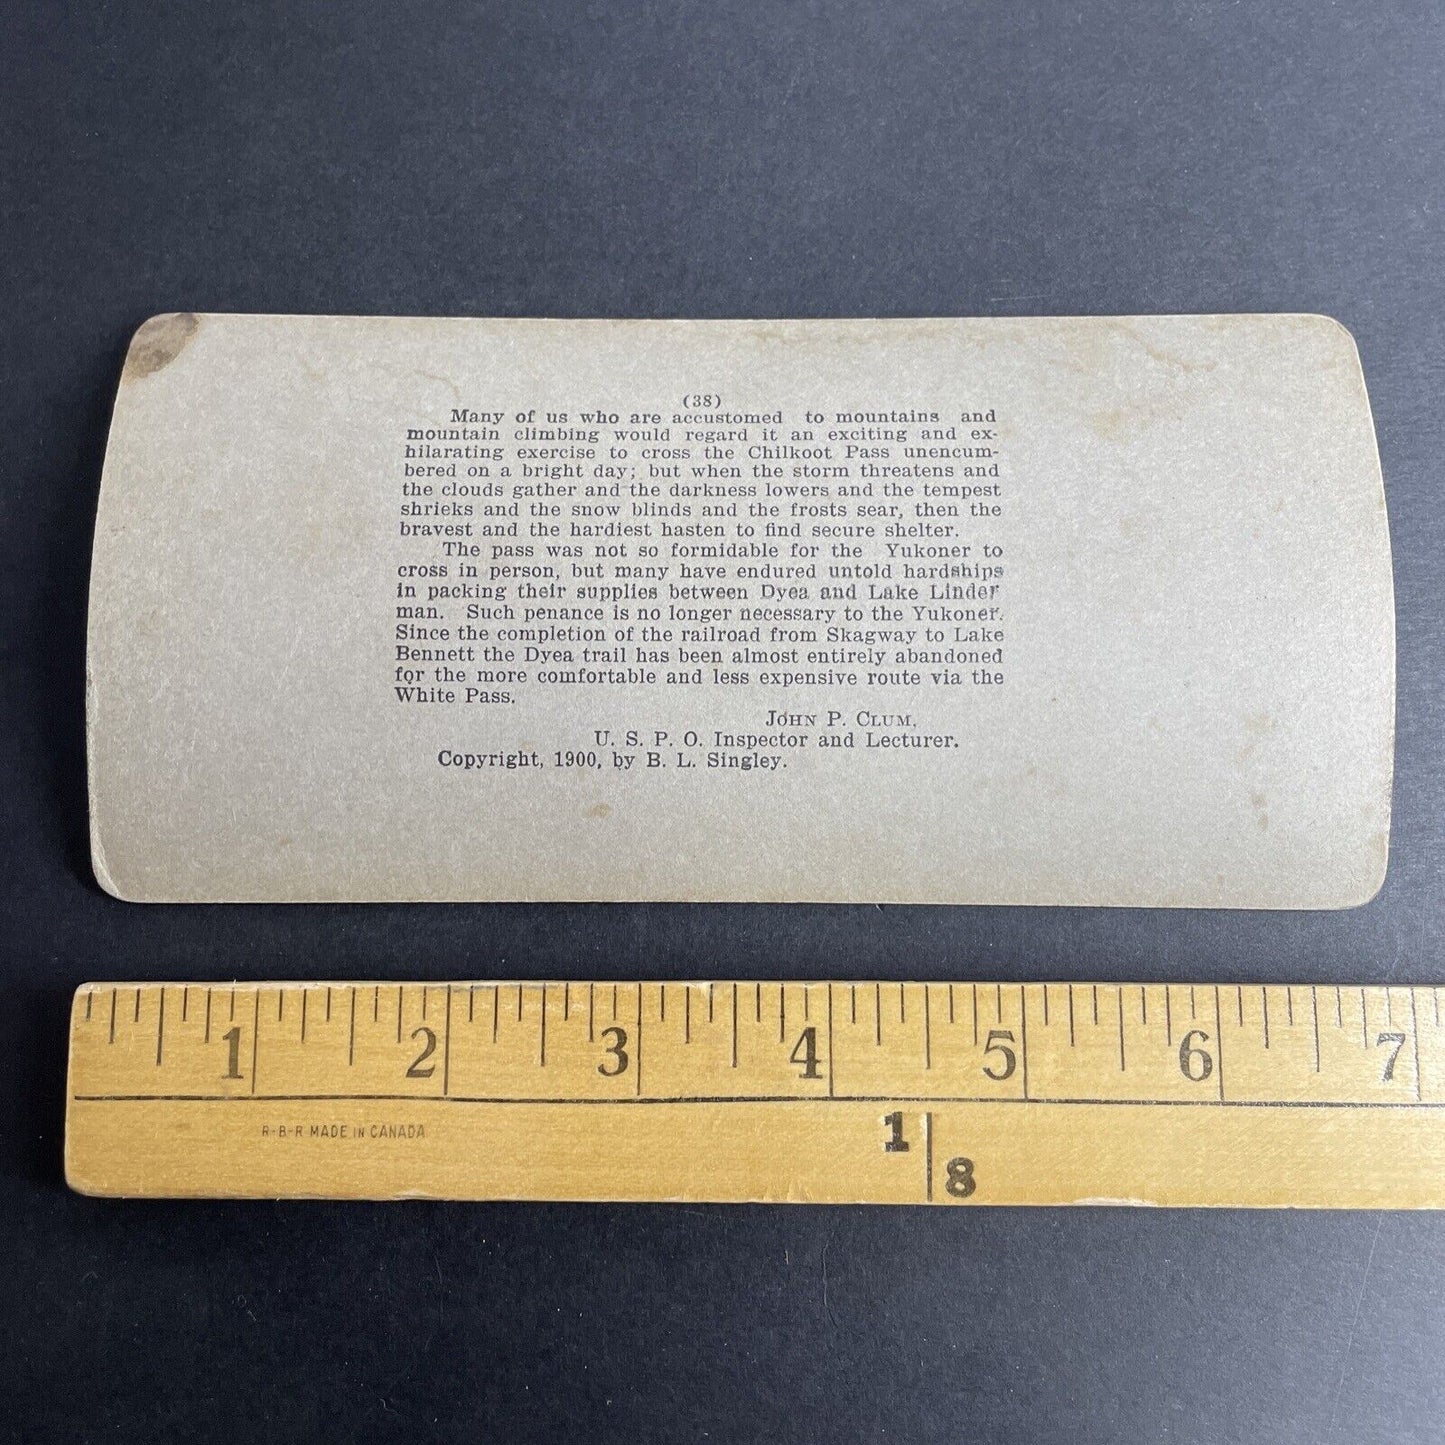 (38)
Many of us who are accustomed to mountains and
mountain climbing would regard it an exciting and ex-
hilarating exercise to cross the Chilkoot Pass unencum-
bered on a bright day; but when the storm threatens and
the clouds gather and the darkness lowers and the tempest
shrieks and the snow blinds and the frosts sear, then the
bravest and the hardiest hasten to find secure shelter.
The pass was not so formidable for the Yukoner to
cross in person, but many have endured untold hardships
in packing their supplies between Dyea and Lake Linder
man. Such penance is no longer necessary to the Yukoner.
Since the completion of the railroad from Skagway to Lake
Bennett the Dyea trail has been almost entirely abandoned
for the more comfortable and less expensive route via the
White Pass.
JOHN P. CLUM,
U. S. P. O. Inspector and Lecturer.
Copyright, 1900, by B. L. Singley.
1 2 3 4 5 6 7
R-B-R MADE IN CANADA
1
8